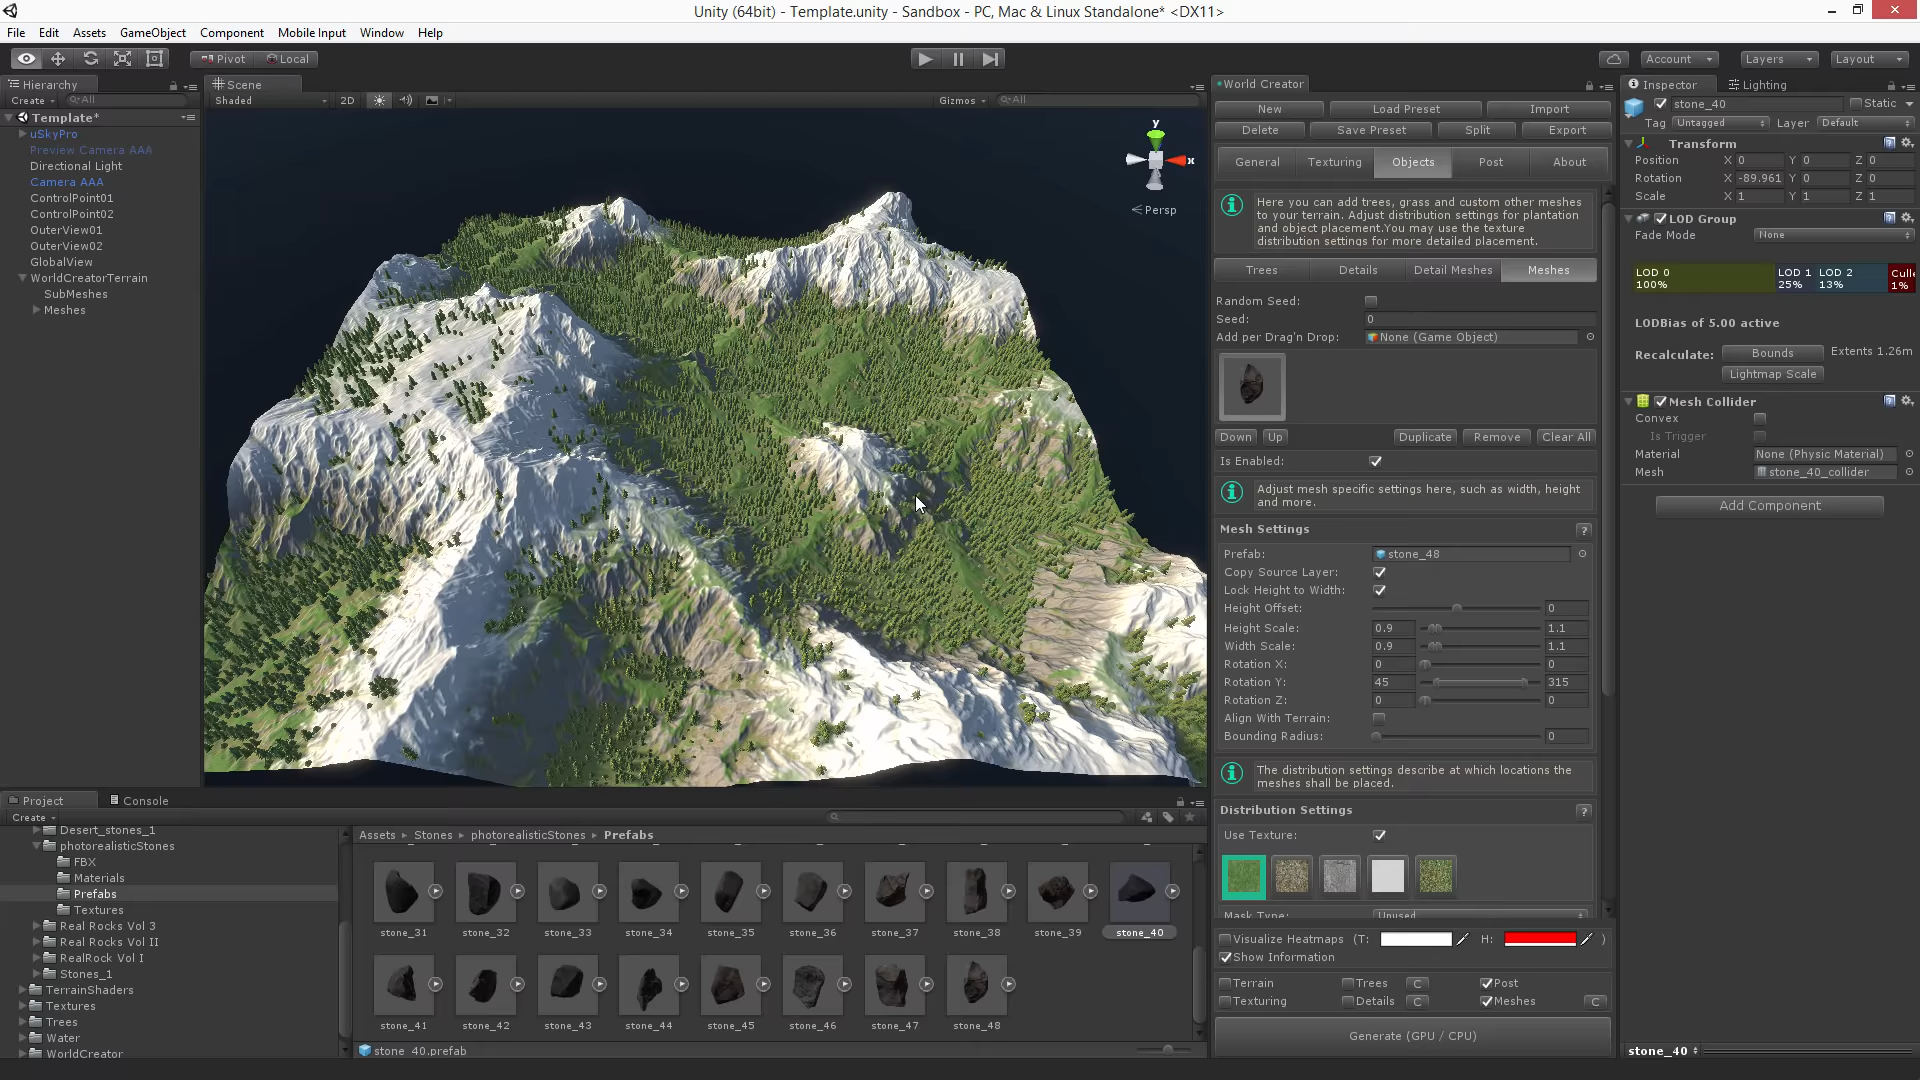 Unity (64bit) - Template.unity - Sandbox - PC, Mac & Linux Standalone* <DX11>
File Edit Assets GameObject Component Mobile Input Window Help
Pivot Local Account Layers Layout
Hierarchy
Create All
Template*
uSkyPro
Preview Camera AAA
Directional Light
Camera AAA
ControlPoint01
ControlPoint02
OuterView01
OuterView02
GlobalView
WorldCreatorTerrain
SubMeshes
Meshes
Scene
Shaded 2D Gizmos All
y
x
Persp
World Creator
New Load Preset Import
Delete Save Preset Split Export
General Texturing Objects Post About
Here you can add trees, grass and custom other meshes
to your terrain. Adjust distribution settings for plantation
and object placement.You may use the texture
distribution settings for more detailed placement.
Trees Details Detail Meshes Meshes
Random Seed:
Seed: 0
Add per Drag'n Drop: None (Game Object)
Down Up Duplicate Remove Clear All
Is Enabled:
Adjust mesh specific settings here, such as width, height
and more.
Mesh Settings ?
Prefab: stone_48
Copy Source Layer:
Lock Height to Width:
Height Offset: 0
Height Scale: 0.9 1.1
Width Scale: 0.9 1.1
Rotation X: 0 0
Rotation Y: 45 315
Rotation Z: 0 0
Align With Terrain:
Bounding Radius: 0
The distribution settings describe at which locations the
meshes shall be placed.
Distribution Settings ?
Use Texture:
Mask Type: Unused
Visualize Heatmaps (T: H: )
Show Information
Terrain Trees C Post
Texturing Details C Meshes C
Generate (GPU / CPU)
Inspector Lighting
stone_40 Static
Tag Untagged Layer Default
Transform
Position X 0 Y 0 Z 0
Rotation X -89.961 Y 0 Z 0
Scale X 1 Y 1 Z 1
LOD Group
Fade Mode None
LOD 0 LOD 1 LOD 2 Cull
100% 25% 13% 1%
LODBias of 5.00 active
Recalculate: Bounds Extents 1.26m
Lightmap Scale
Mesh Collider
Convex
Is Trigger
Material None (Physic Material)
Mesh stone_40_collider
Add Component
stone_40
Project Console
Create
Desert_stones_1
photorealisticStones
FBX
Materials
Prefabs
Textures
Real Rocks Vol 3
Real Rocks Vol II
RealRock Vol I
Stones_1
TerrainShaders
Textures
Trees
Water
WorldCreator
Assets Stones photorealisticStones Prefabs
stone_31 stone_32 stone_33 stone_34 stone_35 stone_36 stone_37 stone_38 stone_39 stone_40
stone_41 stone_42 stone_43 stone_44 stone_45 stone_46 stone_47 stone_48
stone_40.prefab